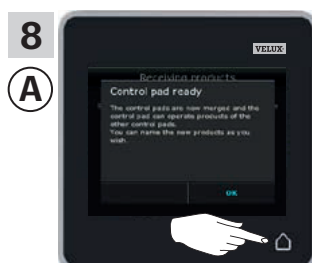 8
A
VELUX
Receiving products
Control pad ready
The control pads are now merged and the
control pad can operate products of the
other control pads.
You can name the new products as you
wish.
OK